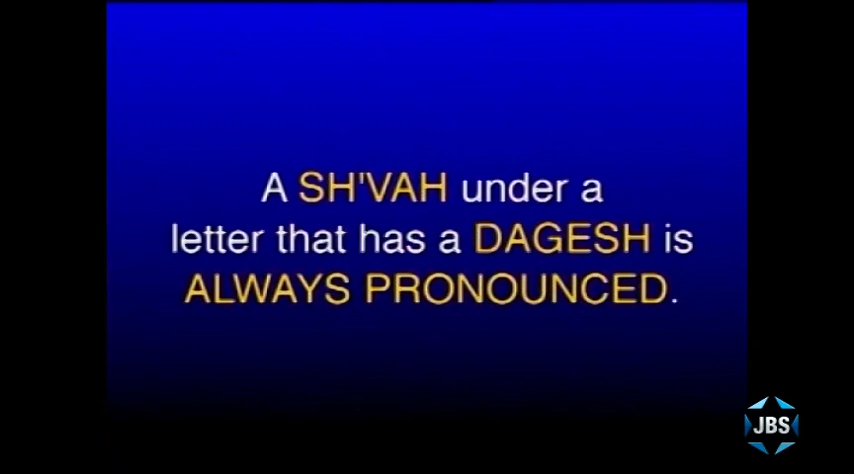 A SH'VAH under a
letter that has a DAGESH is
ALWAYS PRONOUNCED.
JBS